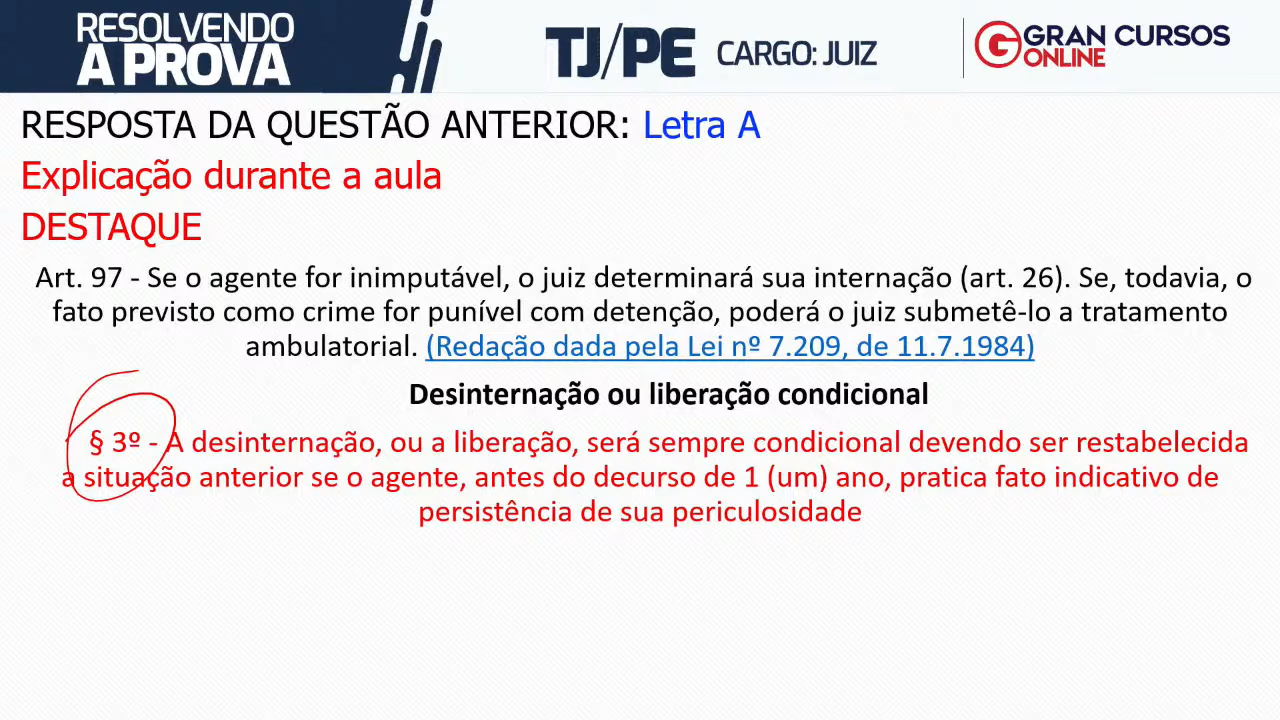 RESOLVENDO
A PROVA
TJ/PE CARGO: JUIZ
GRAN CURSOS
ONLINE
RESPOSTA DA QUESTÃO ANTERIOR: Letra A
Explicação durante a aula
DESTAQUE
Art. 97 - Se o agente for inimputável, o juiz determinará sua internação (art. 26). Se, todavia, o
fato previsto como crime for punível com detenção, poderá o juiz submetê-lo a tratamento
ambulatorial. (Redação dada pela Lei nº 7.209, de 11.7.1984)
Desinternação ou liberação condicional
§ 3º - A desinternação, ou a liberação, será sempre condicional devendo ser restabelecida
a situação anterior se o agente, antes do decurso de 1 (um) ano, pratica fato indicativo de
persistência de sua periculosidade